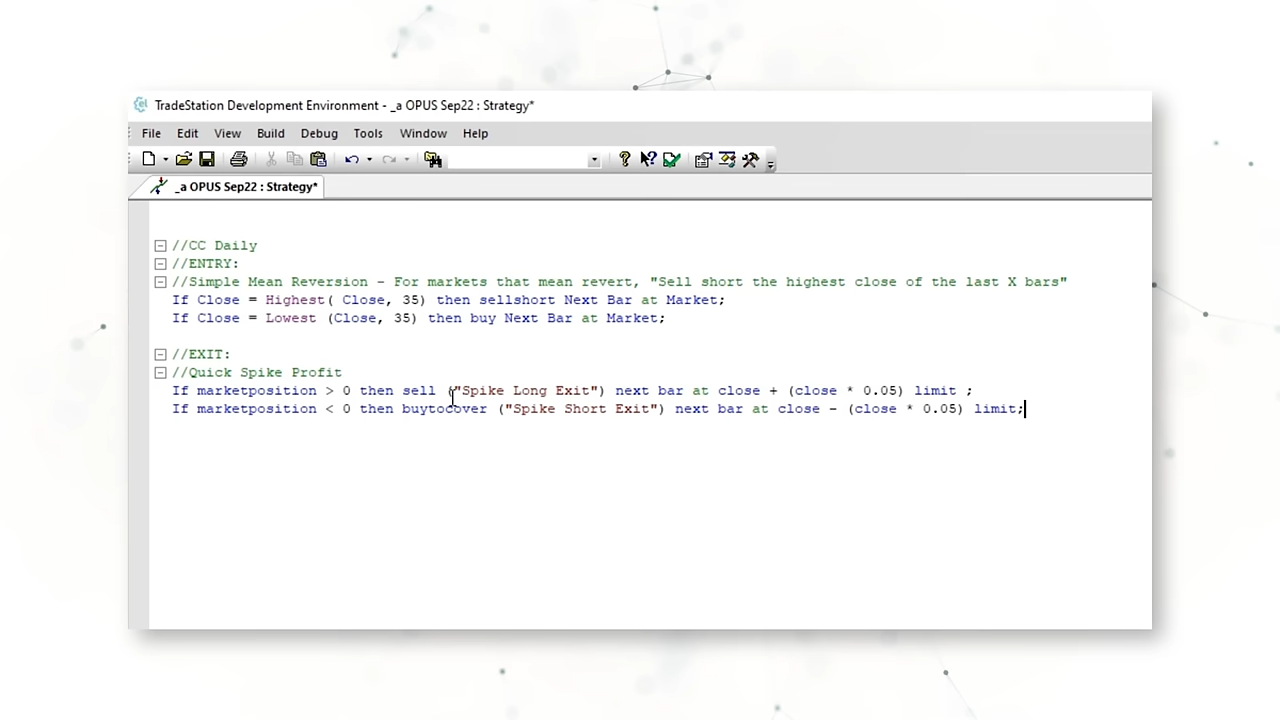 TradeStation Development Environment - _a OPUS Sep22 : Strategy*
File Edit View Build Debug Tools Window Help
_a OPUS Sep22 : Strategy*
//CC Daily
//ENTRY:
//Simple Mean Reversion - For markets that mean revert, "Sell short the highest close of the last X bars"
If Close = Highest( Close, 35) then sellshort Next Bar at Market;
If Close = Lowest (Close, 35) then buy Next Bar at Market;
//EXIT:
//Quick Spike Profit
If marketposition > 0 then sell ("Spike Long Exit") next bar at close + (close * 0.05) limit ;
If marketposition < 0 then buytocover ("Spike Short Exit") next bar at close - (close * 0.05) limit;